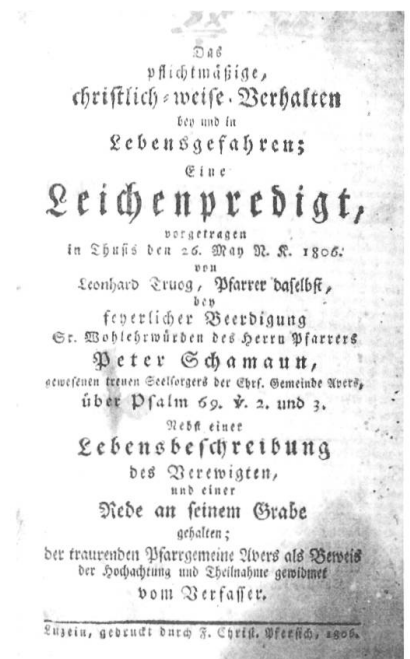 Das
pflichtmäßige,
christlich-weise-Verhalten
bey und in
Lebensgefahren;
Eine
Leichenpredigt,
vorgetragen
in Thusis den 26. May N. K. 1806.
von
Leonhard Truog, Pfarrer daselbst,
bey
feyerlicher Beerdigung
Sr. Wohlehrwürden des Herrn Pfarrers
Peter Schamaun,
gewesenen treuen Seelsorgers der Ehrs. Gemeinde Avers,
über Psalm 69. v. 2. und 3.
Nebst einer
Lebensbeschreibung
des Verewigten,
und einer
Rede an seinem Grabe
gehalten;
der traurenden Pfarrgemeine Avers als Beweis
der Hochachtung und Theilnahme gewidmet
vom Verfasser.
Luzein, gedruckt durch F. Christ. Pfersich, 1806.